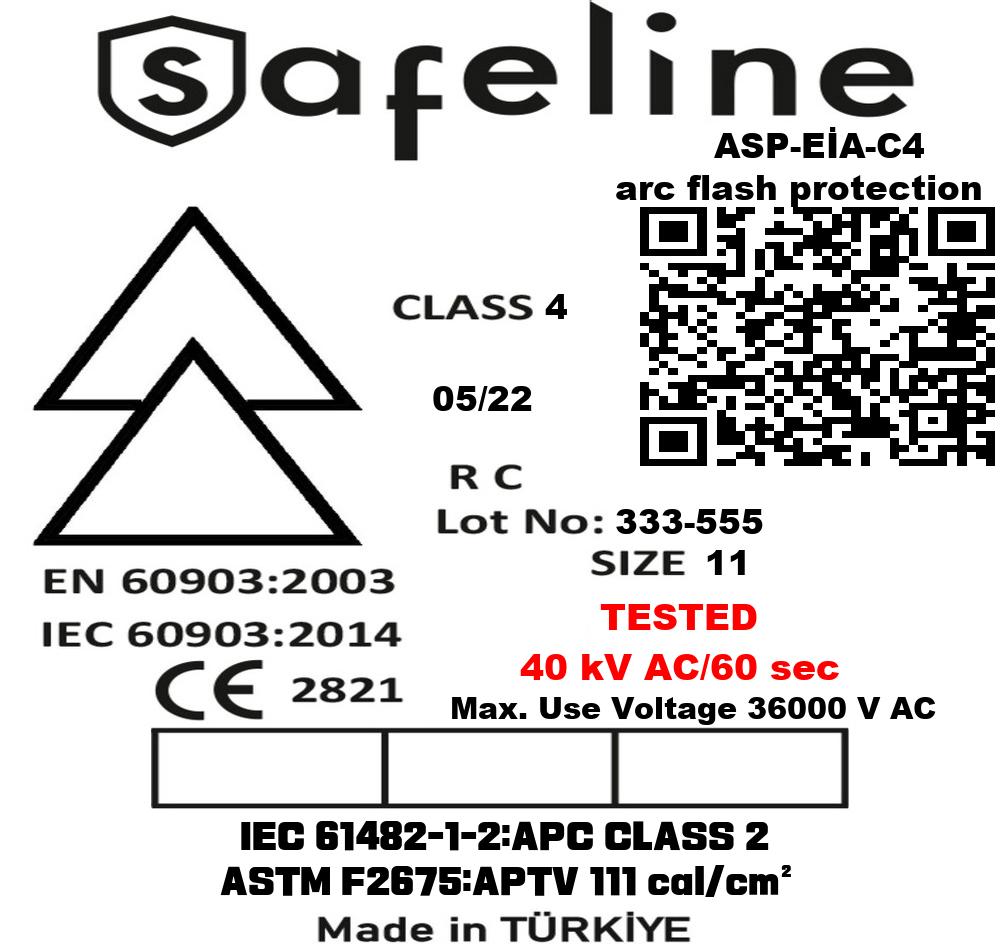 safeline
ASP-EİA-C4
arc flash protection
CLASS 4
05/22
R C
Lot No: 333-555
SIZE 11
EN 60903:2003
IEC 60903:2014
CE 2821
TESTED
40 kV AC/60 sec
Max. Use Voltage 36000 V AC
IEC 61482-1-2:APC CLASS 2
ASTM F2675:APTV 111 cal/cm²
Made in TÜRKİYE